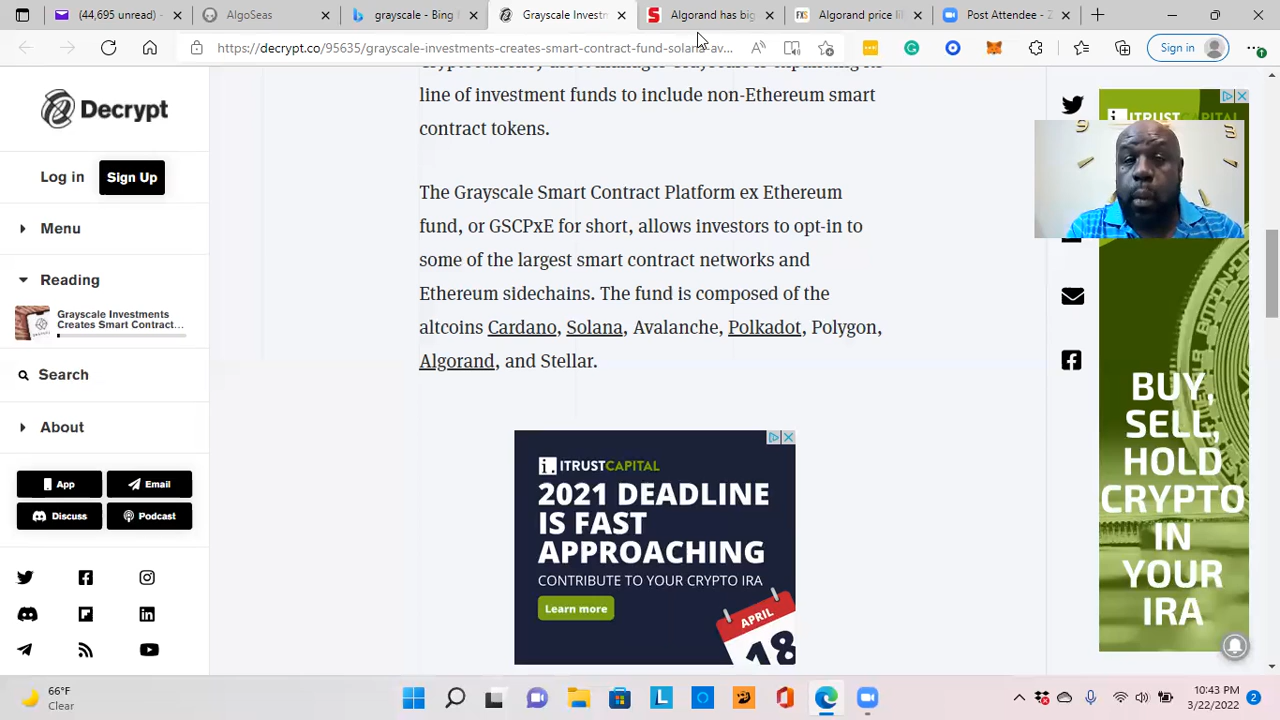 (44,695 unread) -
AlgoSeas
grayscale - Bing
Grayscale Investm
Algorand has big
Algorand price lif
Post Attendee - Z
https://decrypt.co/95635/grayscale-investments-creates-smart-contract-fund-solana-av...
Sign in
Decrypt
Log in
Sign Up
Menu
Reading
Grayscale Investments
Creates Smart Contract...
Search
About
App
Email
Discuss
Podcast
line of investment funds to include non-Ethereum smart
contract tokens.
The Grayscale Smart Contract Platform ex Ethereum
fund, or GSCPxE for short, allows investors to opt-in to
some of the largest smart contract networks and
Ethereum sidechains. The fund is composed of the
altcoins Cardano, Solana, Avalanche, Polkadot, Polygon,
Algorand, and Stellar.
i. ITRUSTCAPITAL
2021 DEADLINE
IS FAST
APPROACHING
CONTRIBUTE TO YOUR CRYPTO IRA
Learn more
APRIL
18
BUY,
SELL,
HOLD
CRYPTO
IN
YOUR
IRA
66°F
Clear
10:43 PM
3/22/2022
2